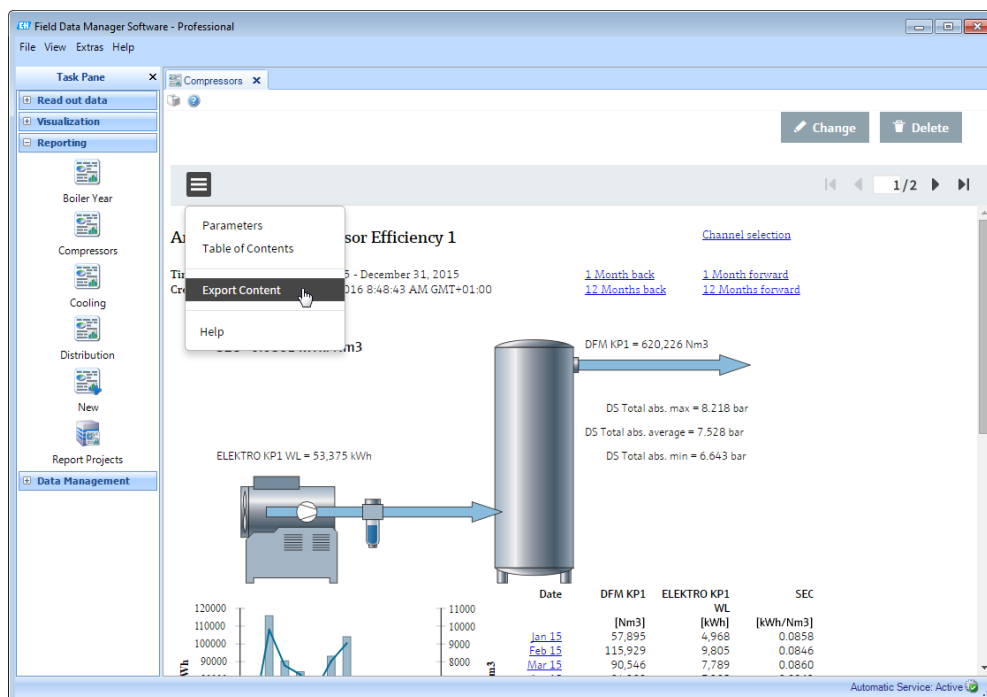 Field Data Manager Software - Professional
File View Extras Help
Task Pane
Read out data
Visualization
Reporting
Boiler Year
Compressors
Cooling
Distribution
New
Report Projects
Data Management
Compressors
Change
Delete
1/2
Parameters
Table of Contents
Export Content
Help
sor Efficiency 1
Channel selection
5 - December 31, 2015
1 Month back
1 Month forward
016 8:48:43 AM GMT+01:00
12 Months back
12 Months forward
DFM KP1 = 620,226 Nm3
DS Total abs. max = 8.218 bar
DS Total abs. average = 7.528 bar
DS Total abs. min = 6.643 bar
ELEKTRO KP1 WL = 53,375 kWh
120000
110000
100000
90000
11000
10000
9000
8000
Date DFM KP1 ELEKTRO KP1 WL SEC
[Nm3] [kWh] [kWh/Nm3]
Jan 15 57,895 4,968 0.0858
Feb 15 115,929 9,805 0.0846
Mar 15 90,546 7,789 0.0860
Automatic Service: Active